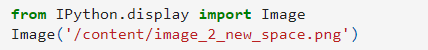 from IPython.display import Image
Image('/content/image_2_new_space.png')